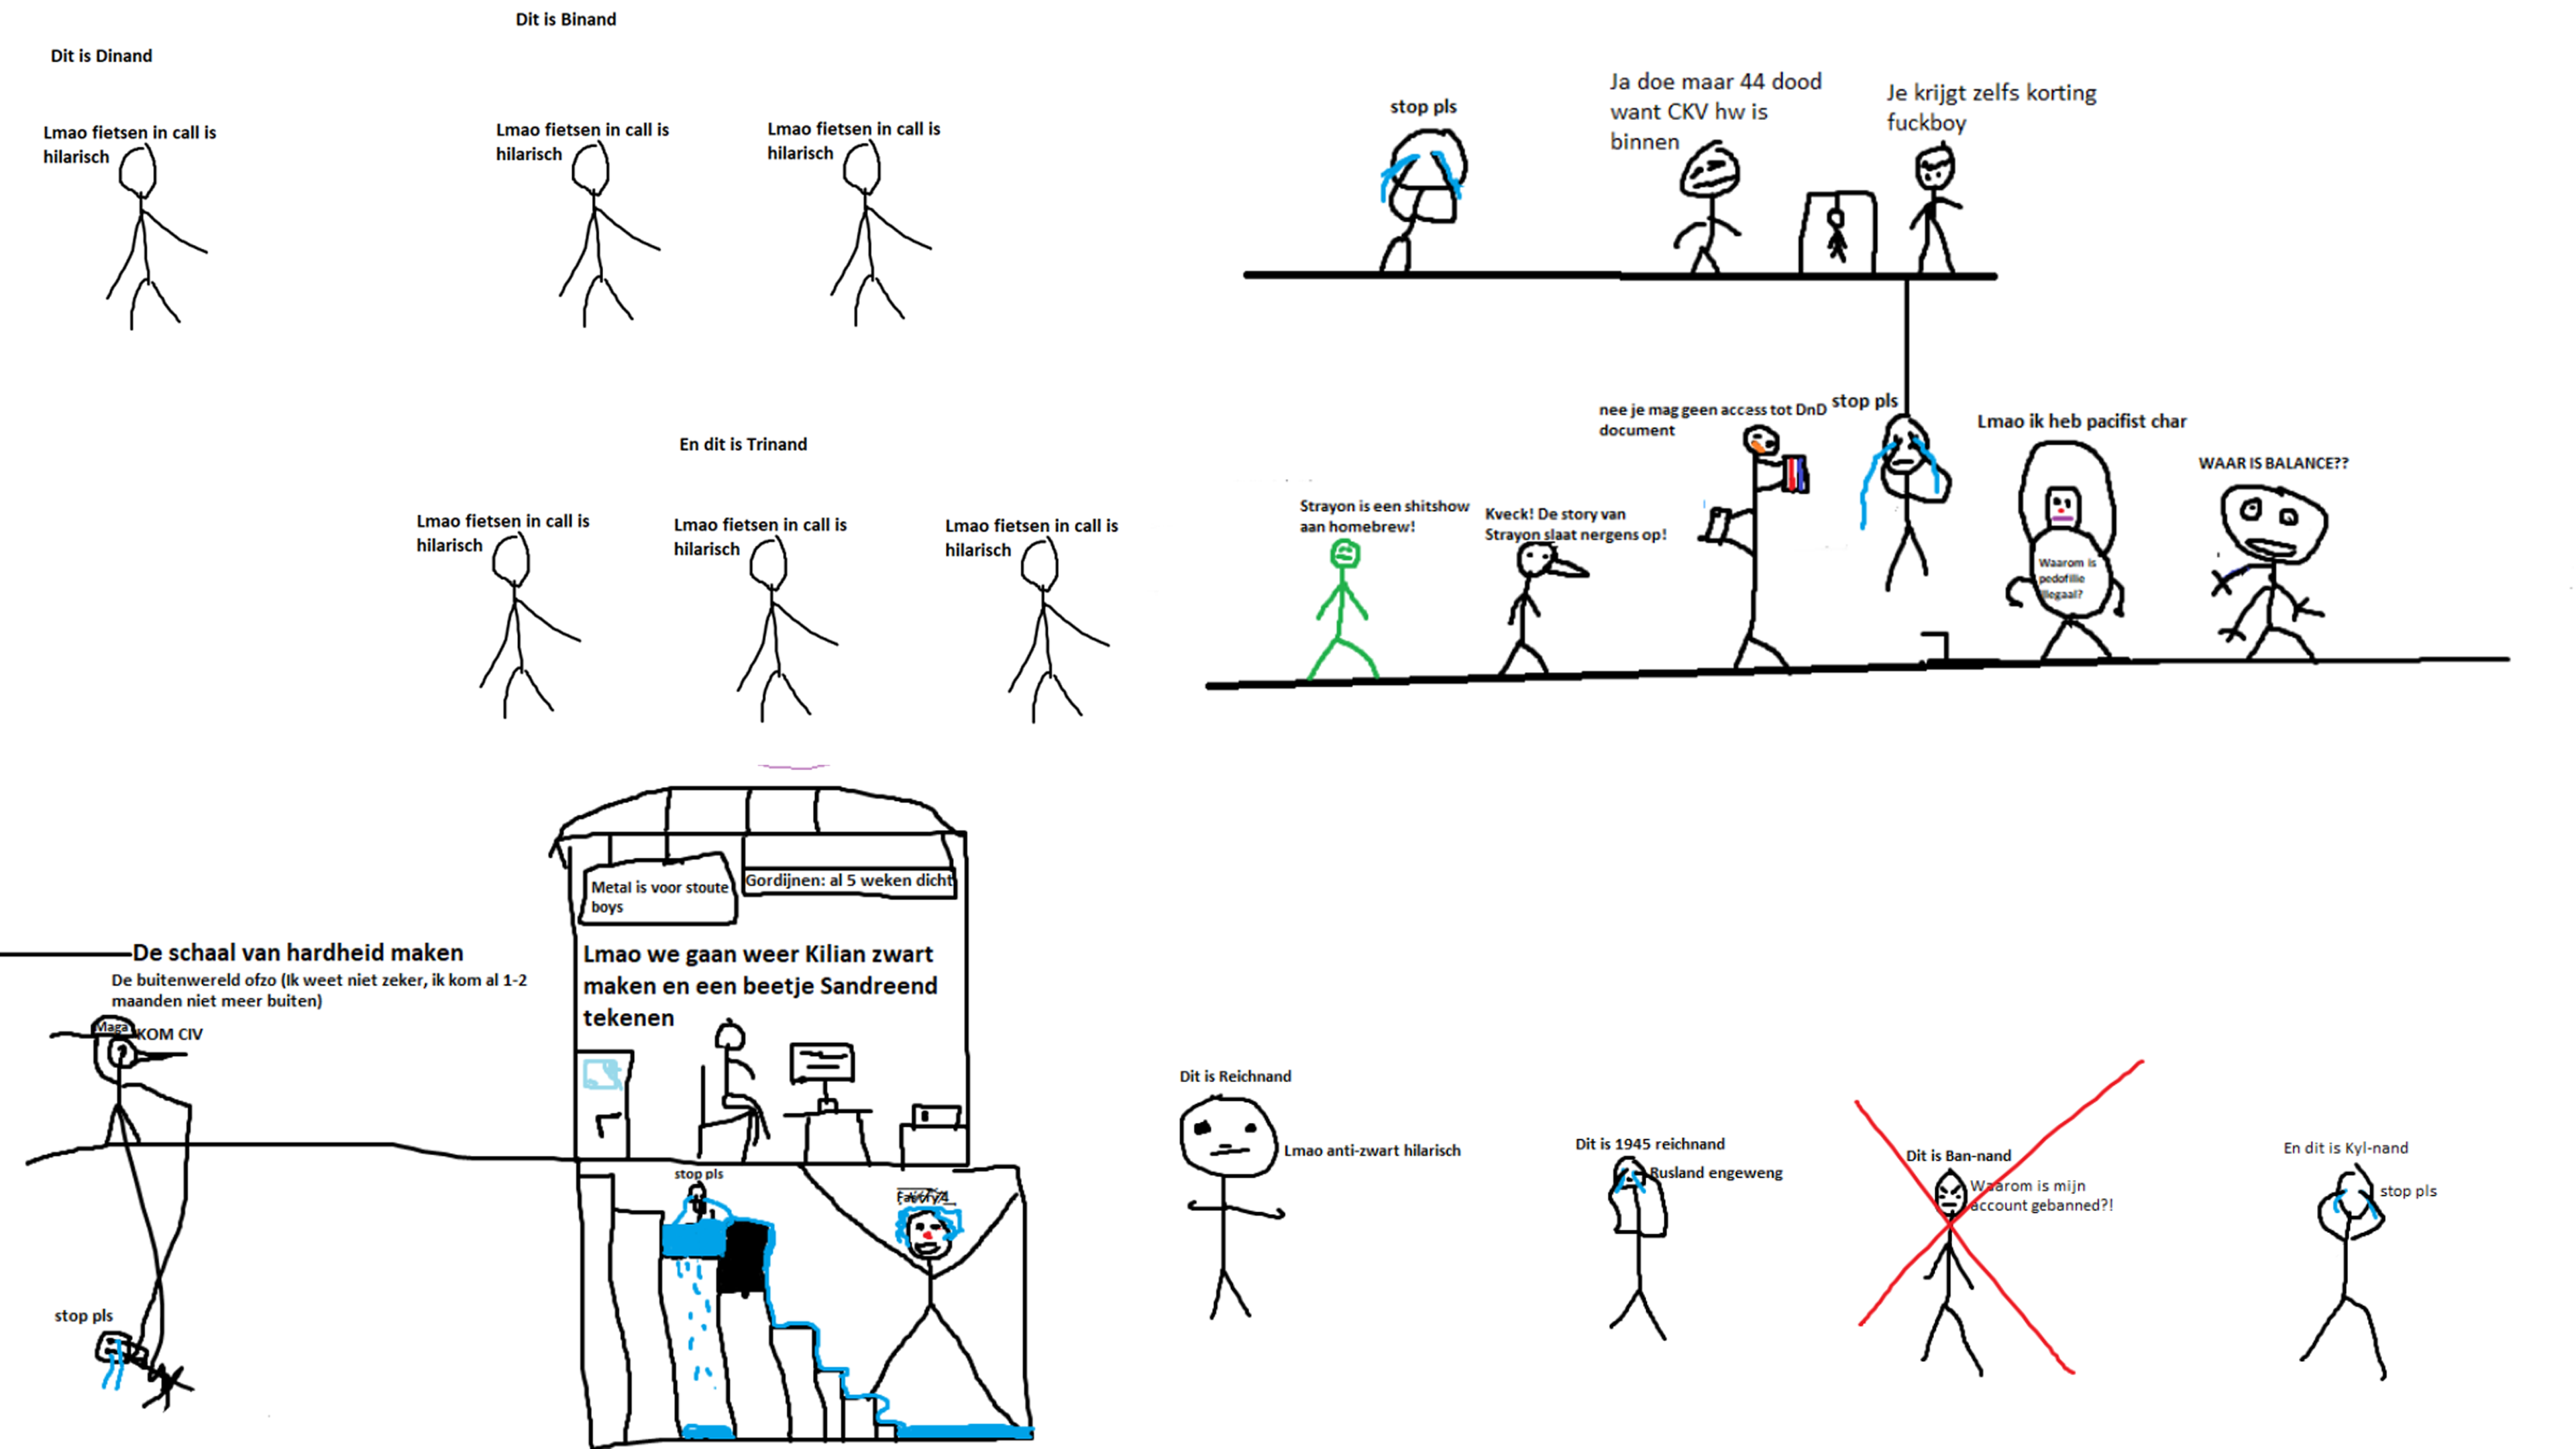 Dit is Dinand
Lmao fietsen in call is
hilarisch
Dit is Binand
Lmao fietsen in call is
hilarisch
Lmao fietsen in call is
hilarisch
En dit is Trinand
Lmao fietsen in call is
hilarisch
Lmao fietsen in call is
hilarisch
Lmao fietsen in call is
hilarisch
stop pls
Ja doe maar 44 dood
want CKV hw is
binnen
Je krijgt zelfs korting
fuckboy
Strayon is een shitshow
aan homebrew!
Kveck! De story van
Strayon slaat nergens op!
nee je mag geen access tot DnD
document
stop pls
Lmao ik heb pacifist char
Waarom is
pedofilie
illegaal?
WAAR IS BALANCE??
De schaal van hardheid maken
De buitenwereld ofzo (Ik weet niet zeker, ik kom al 1-2
maanden niet meer buiten)
Maga
KOM CIV
stop pls
Metal is voor stoute
boys
Gordijnen: al 5 weken dicht
Lmao we gaan weer Kilian zwart
maken en een beetje Sandreend
tekenen
stop pls
Dit is Reichnand
Lmao anti-zwart hilarisch
Dit is 1945 reichnand
Rusland engeweng
Dit is Ban-nand
Waarom is mijn
account gebanned?!
En dit is Kyl-nand
stop pls